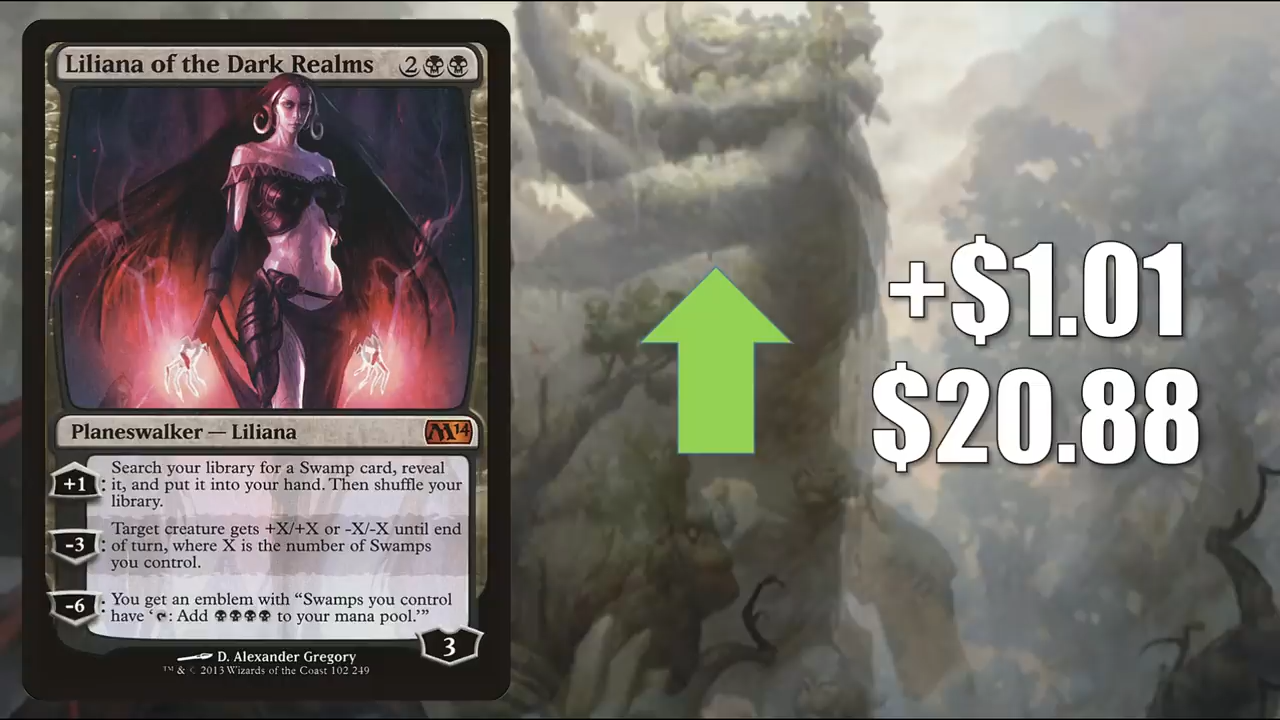 Liliana of the Dark Realms 2
Planeswalker — Liliana M14
+1: Search your library for a Swamp card, reveal
it, and put it into your hand. Then shuffle your
library.
-3: Target creature gets +X/+X or -X/-X until end
of turn, where X is the number of Swamps
you control.
-6: You get an emblem with “Swamps you control
have ‘: Add to your mana pool.’”
3
D. Alexander Gregory
™ & © 2013 Wizards of the Coast 102 249
+$1.01
$20.88